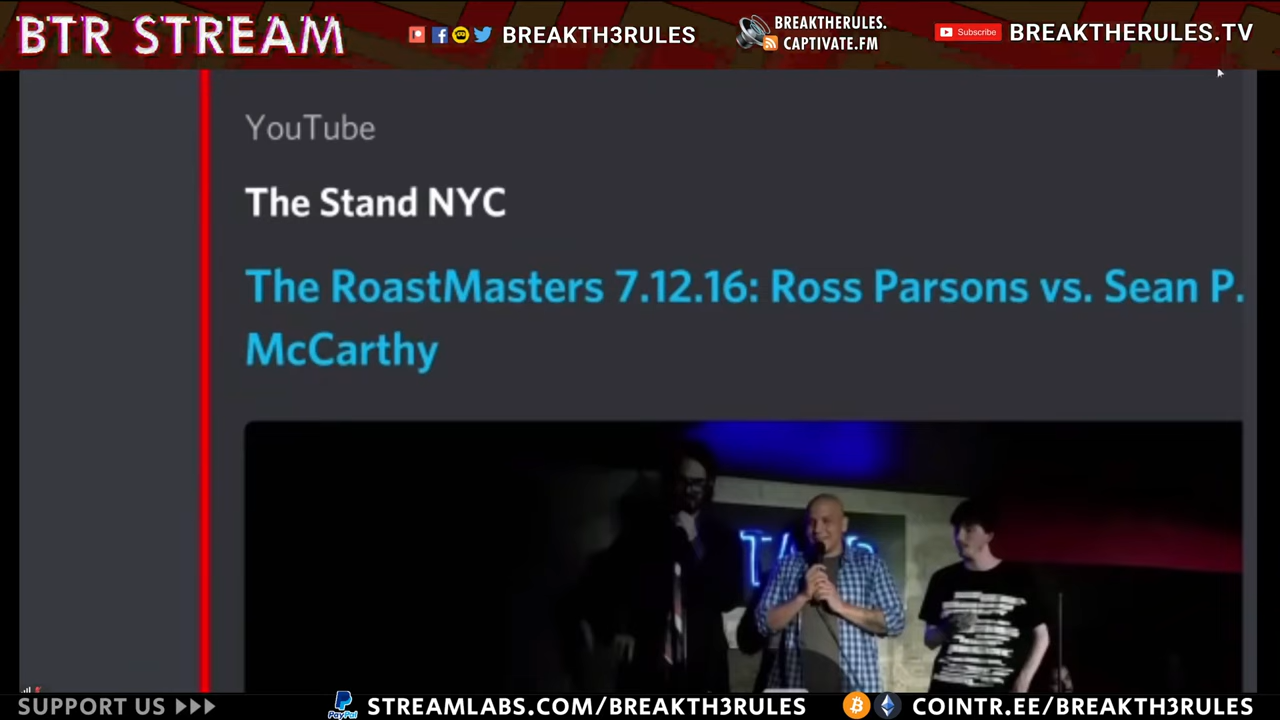 BTR STREAM
BREAKTH3RULES
BREAKTHERULES.
CAPTIVATE.FM
Subscribe
BREAKTHERULES.TV
YouTube
The Stand NYC
The RoastMasters 7.12.16: Ross Parsons vs. Sean P.
McCarthy
SUPPORT US
PayPal
STREAMLABS.COM/BREAKTH3RULES
COINTR.EE/BREAKTH3RULES